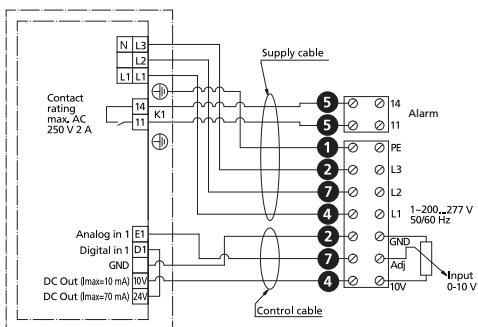 N L3
L2
L1 L1
Supply cable
Contact
rating
max. AC
250 V 2 A
14
11
K1
5 14
5 11
Alarm
1 PE
2 L3
7 L2
4 L1
1~200...277 V
50/60 Hz
2 GND
7 Adj
4 10V
Input
0-10 V
Analog in 1 E1
Digital in 1 D1
GND
DC Out (Imax=10 mA) 10V
DC Out (Imax=70 mA) 24V
Control cable